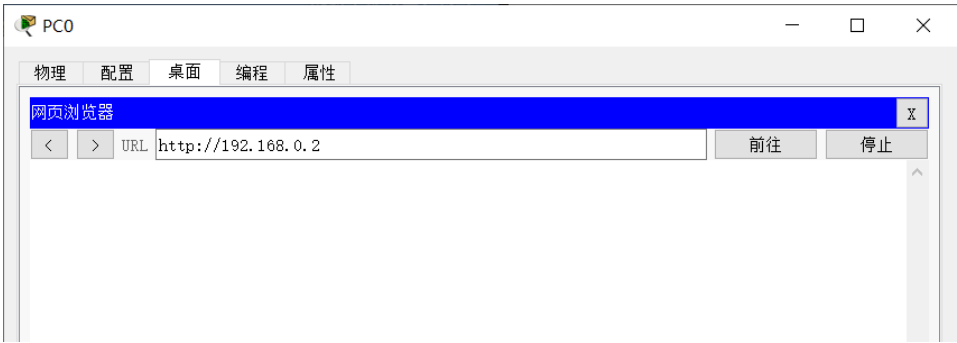 PC0
物理 配置 桌面 编程 属性
网页浏览器 X
< > URL http://192.168.0.2 前往 停止